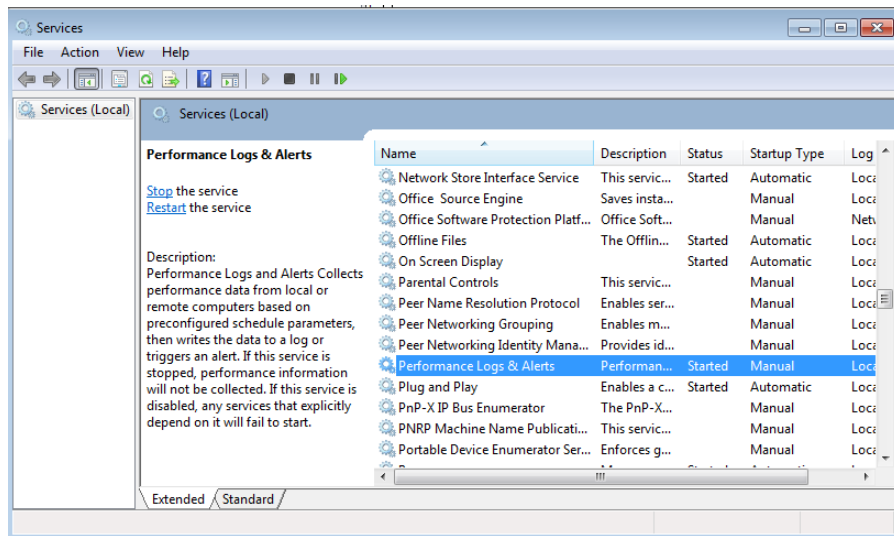 Services
File Action View Help
Services (Local)
Services (Local)
Performance Logs & Alerts
Stop the service
Restart the service
Description:
Performance Logs and Alerts Collects
performance data from local or
remote computers based on
preconfigured schedule parameters,
then writes the data to a log or
triggers an alert. If this service is
stopped, performance information
will not be collected. If this service is
disabled, any services that explicitly
depend on it will fail to start.
Name Description Status Startup Type Log
Network Store Interface Service This servic... Started Automatic Loca
Office Source Engine Saves insta... Manual Loca
Office Software Protection Platf... Office Soft... Manual Netw
Offline Files The Offlin... Started Automatic Loca
On Screen Display Started Automatic Loca
Parental Controls This servic... Manual Loca
Peer Name Resolution Protocol Enables ser... Manual Loca
Peer Networking Grouping Enables m... Manual Loca
Peer Networking Identity Mana... Provides id... Manual Loca
Performance Logs & Alerts Performan... Started Manual Loca
Plug and Play Enables a c... Started Automatic Loca
PnP-X IP Bus Enumerator The PnP-X... Manual Loca
PNRP Machine Name Publicati... This servic... Manual Loca
Portable Device Enumerator Ser... Enforces g... Manual Loca
Extended Standard